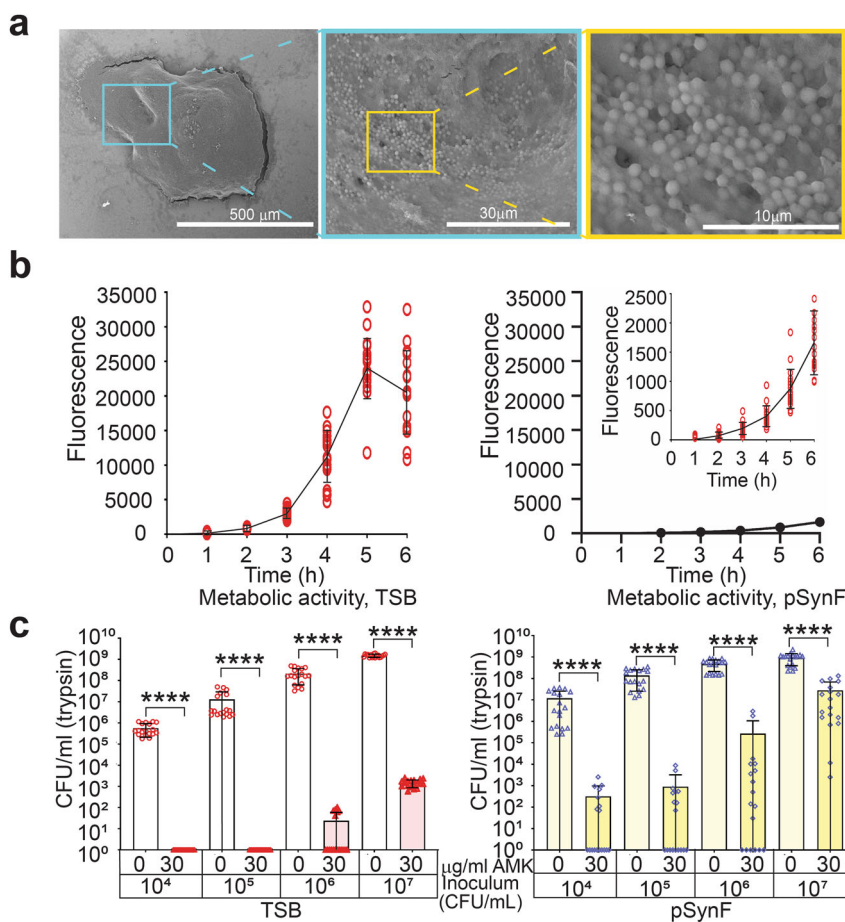 a
500 μm
30μm
10μm
b
Fluorescence
35000
30000
25000
20000
15000
10000
5000
0
0 1 2 3 4 5 6
Time (h)
Metabolic activity, TSB
Fluorescence
35000
30000
25000
20000
15000
10000
5000
0
0 1 2 3 4 5 6
Time (h)
Metabolic activity, pSynF
Fluorescence
2500
2000
1500
1000
500
0
0 1 2 3 4 5 6
Time (h)
c
CFU/ml (trypsin)
10¹⁰
10⁹
10⁸
10⁷
10⁶
10⁵
10⁴
10³
10²
10¹
10⁰
**** **** **** ****
0 30 0 30 0 30 0 30 μg/ml AMK
10⁴ 10⁵ 10⁶ 10⁷ Inoculum
TSB (CFU/mL)
CFU/ml (trypsin)
10¹⁰
10⁹
10⁸
10⁷
10⁶
10⁵
10⁴
10³
10²
10¹
10⁰
**** **** **** ****
0 30 0 30 0 30 0 30
10⁴ 10⁵ 10⁶ 10⁷
pSynF